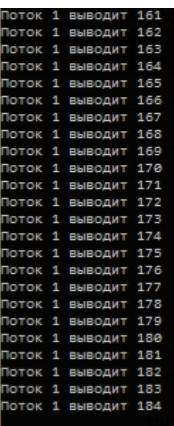 Поток 1 выводит 161
Поток 1 выводит 162
Поток 1 выводит 163
Поток 1 выводит 164
Поток 1 выводит 165
Поток 1 выводит 166
Поток 1 выводит 167
Поток 1 выводит 168
Поток 1 выводит 169
Поток 1 выводит 170
Поток 1 выводит 171
Поток 1 выводит 172
Поток 1 выводит 173
Поток 1 выводит 174
Поток 1 выводит 175
Поток 1 выводит 176
Поток 1 выводит 177
Поток 1 выводит 178
Поток 1 выводит 179
Поток 1 выводит 180
Поток 1 выводит 181
Поток 1 выводит 182
Поток 1 выводит 183
Поток 1 выводит 184